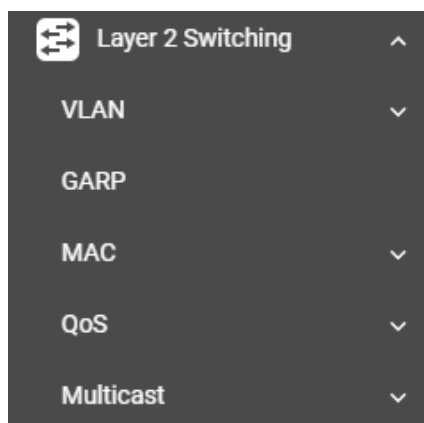 Layer 2 Switching
VLAN
GARP
MAC
QoS
Multicast